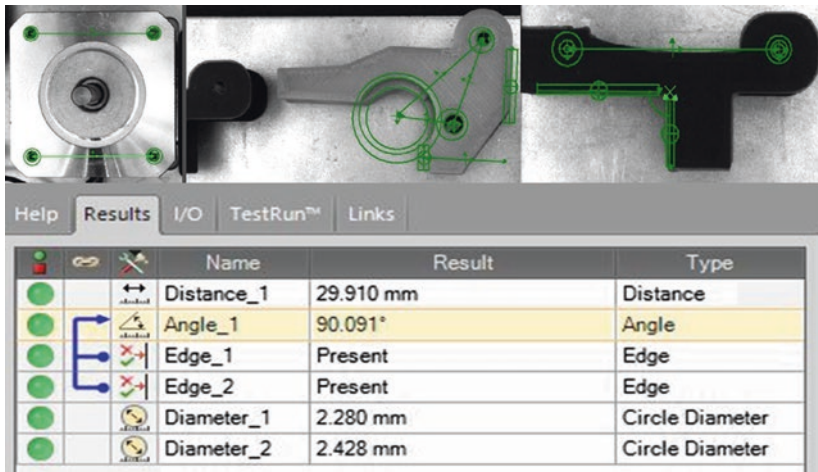 Help Results I/O TestRun™ Links
Name Result Type
Distance_1 29.910 mm Distance
Angle_1 90.091° Angle
Edge_1 Present Edge
Edge_2 Present Edge
Diameter_1 2.280 mm Circle Diameter
Diameter_2 2.428 mm Circle Diameter